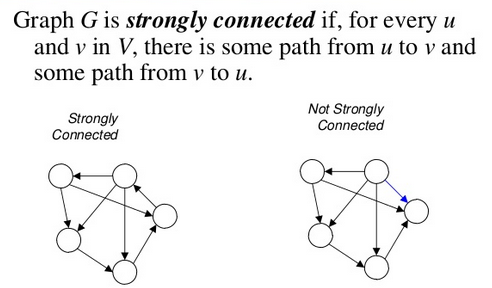 Graph G is strongly connected if, for every u
and v in V, there is some path from u to v and
some path from v to u.
Strongly
Connected
Not Strongly
Connected